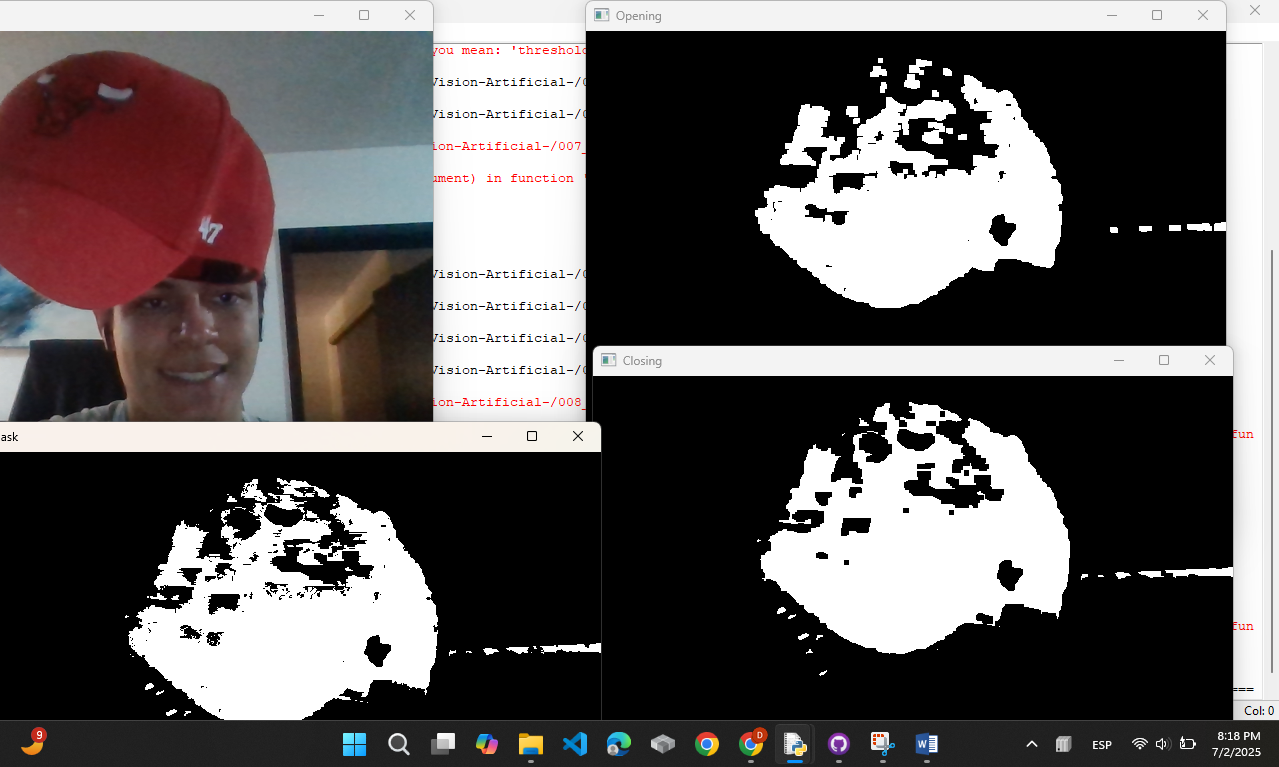 Opening
you mean: 'threshold
Vision-Artificial-/0
Vision-Artificial-/0
ion-Artificial-/007_
ument) in function '
47
Vision-Artificial-/0
Vision-Artificial-/0
Vision-Artificial-/0
Closing
Vision-Artificial-/0
ion-Artificial-/008_
fun
ask
fun
===
Col: 0
9
D
ESP
8:18 PM
7/2/2025